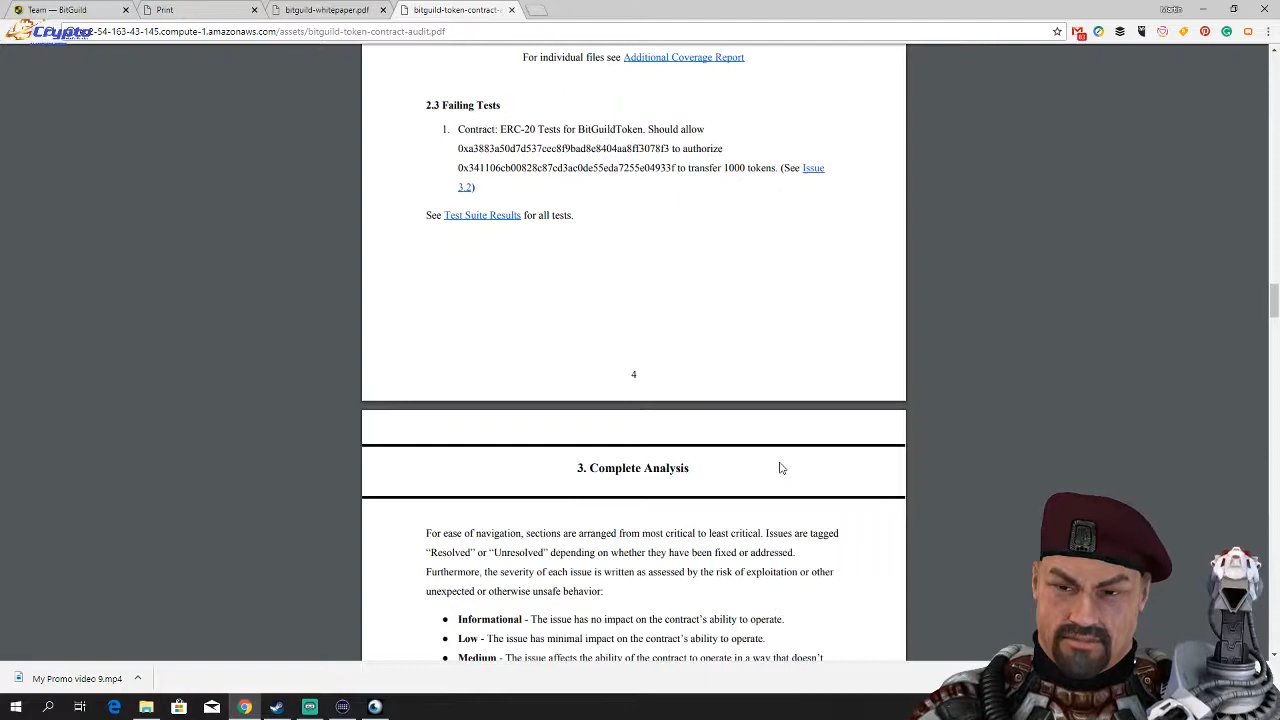 Team — BitGuild
Print
bitguild-whitepaper.pdf
bitguild-token-contract-
Crypto
-54-163-43-145.compute-1.amazonaws.com/assets/bitguild-token-contract-audit.pdf
For individual files see Additional Coverage Report
2.3 Failing Tests
1. Contract: ERC-20 Tests for BitGuildToken. Should allow
0xa3883a50d7d537cec8f9bad8e8404aa8ff3078f3 to authorize
0x341106cb00828c87cd3ac0de55eda7255e04933f to transfer 1000 tokens. (See Issue
3.2)
See Test Suite Results for all tests.
4
3. Complete Analysis
For ease of navigation, sections are arranged from most critical to least critical. Issues are tagged
“Resolved” or “Unresolved” depending on whether they have been fixed or addressed.
Furthermore, the severity of each issue is written as assessed by the risk of exploitation or other
unexpected or otherwise unsafe behavior:
● Informational - The issue has no impact on the contract’s ability to operate.
● Low - The issue has minimal impact on the contract’s ability to operate.
● Medium - The issue affects the ability of the contract to operate in a way that doesn’t
My Promo video 9.mp4